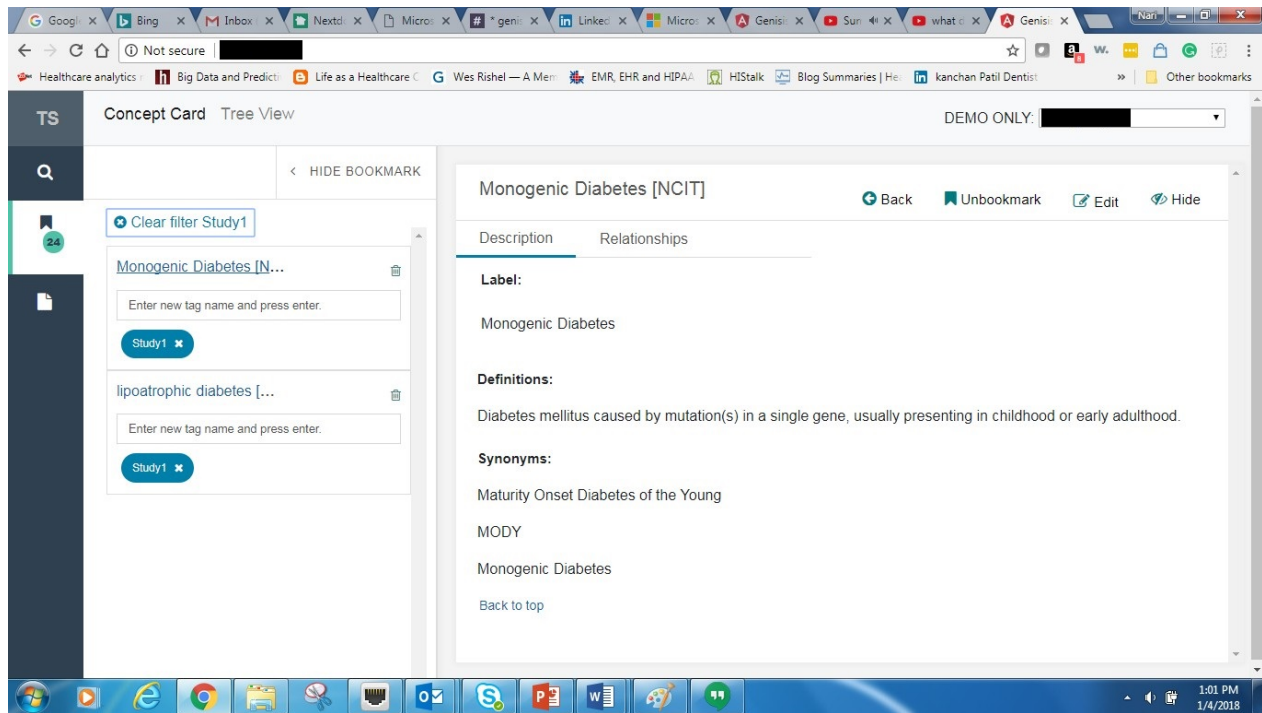 Googl
Bing
Inbox
Nextd
Micros
* genis
Linked
Micros
Genisi
Sun
what d
Genisi
Nari
Not secure
Healthcare analytics
Big Data and Predicti
Life as a Healthcare C
Wes Rishel — A Mem
EMR, EHR and HIPAA
HIStalk
Blog Summaries | He
kanchan Patil Dentist
»
Other bookmarks
TS
Concept Card Tree View
DEMO ONLY:
< HIDE BOOKMARK
24
Clear filter Study1
Monogenic Diabetes [N...
Enter new tag name and press enter.
Study1 ×
lipoatrophic diabetes [...
Enter new tag name and press enter.
Study1 ×
Monogenic Diabetes [NCIT]
Back
Unbookmark
Edit
Hide
Description Relationships
Label:
Monogenic Diabetes
Definitions:
Diabetes mellitus caused by mutation(s) in a single gene, usually presenting in childhood or early adulthood.
Synonyms:
Maturity Onset Diabetes of the Young
MODY
Monogenic Diabetes
Back to top
1:01 PM
1/4/2018